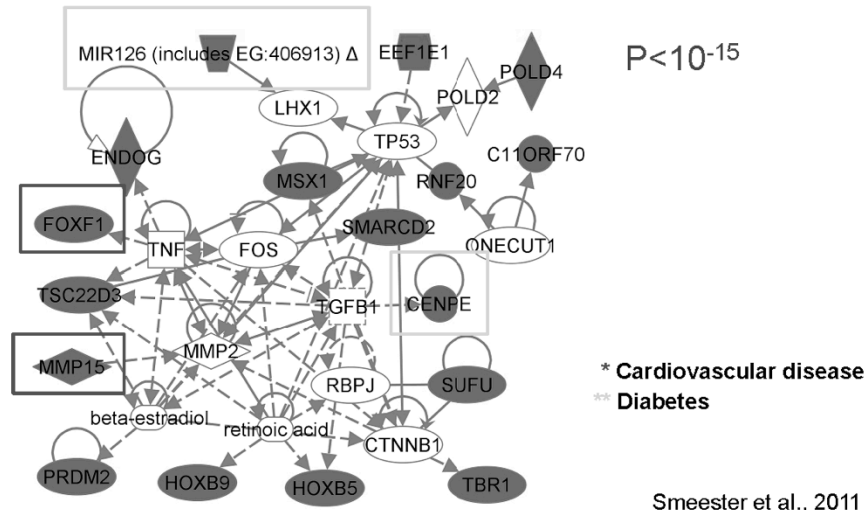 MIR126 (includes EG:406913) Δ
EEF1E1
P<10-15
POLD4
POLD2
LHX1
TP53
ENDOG
C11ORF70
MSX1
RNF20
FOXF1
SMARCD2
TNF
FOS
ONECUT1
TSC22D3
TGFB1
CENPE
MMP2
MMP15
RBPJ
SUFU
* Cardiovascular disease
** Diabetes
beta-estradiol
retinoic acid
CTNNB1
PRDM2
HOXB9
HOXB5
TBR1
Smeester et al., 2011